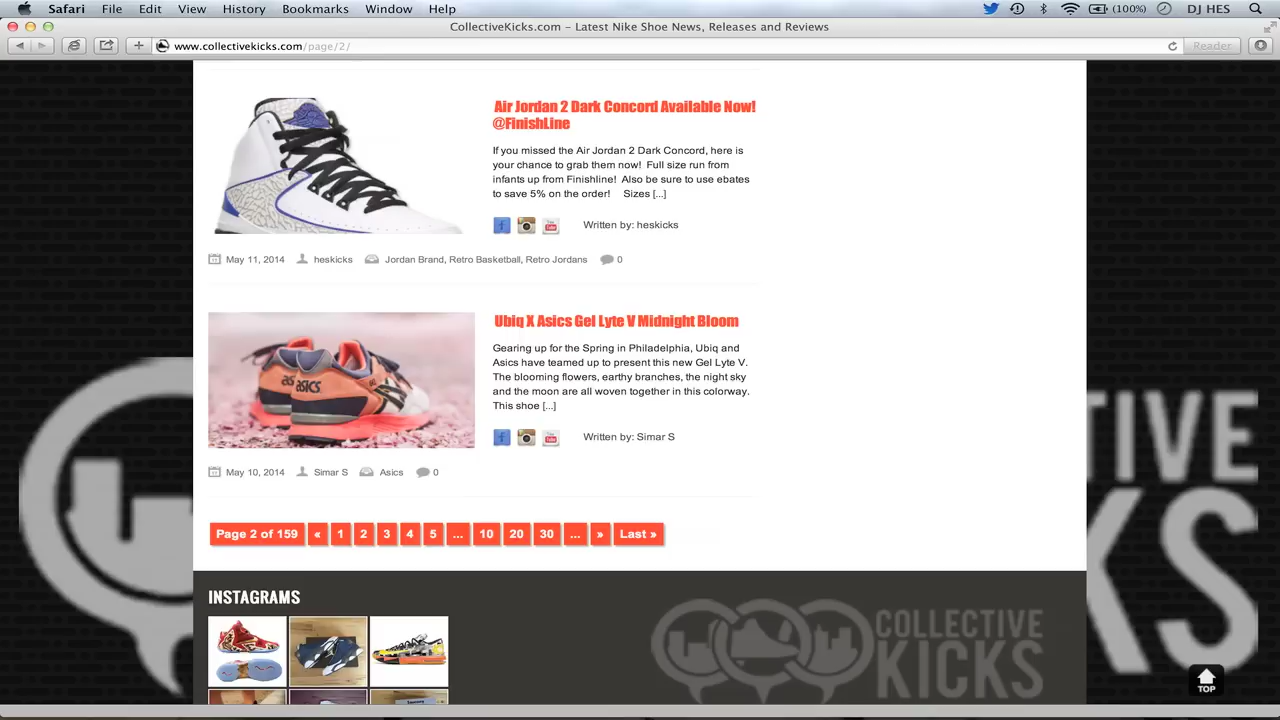 Safari File Edit View History Bookmarks Window Help (100%) DJ HES
CollectiveKicks.com – Latest Nike Shoe News, Releases and Reviews
www.collectivekicks.com/page/2/ Reader
Air Jordan 2 Dark Concord Available Now!
@FinishLine
If you missed the Air Jordan 2 Dark Concord, here is
your chance to grab them now! Full size run from
infants up from Finishline! Also be sure to use ebates
to save 5% on the order! Sizes [...]
Written by: heskicks
May 11, 2014 heskicks Jordan Brand, Retro Basketball, Retro Jordans 0
Ubiq X Asics Gel Lyte V Midnight Bloom
Gearing up for the Spring in Philadelphia, Ubiq and
Asics have teamed up to present this new Gel Lyte V.
The blooming flowers, earthy branches, the night sky
and the moon are all woven together in this colorway.
This shoe [...]
Written by: Simar S
May 10, 2014 Simar S Asics 0
Page 2 of 159 « 1 2 3 4 5 ... 10 20 30 ... » Last »
INSTAGRAMS
COLLECTIVE
KICKS
TOP